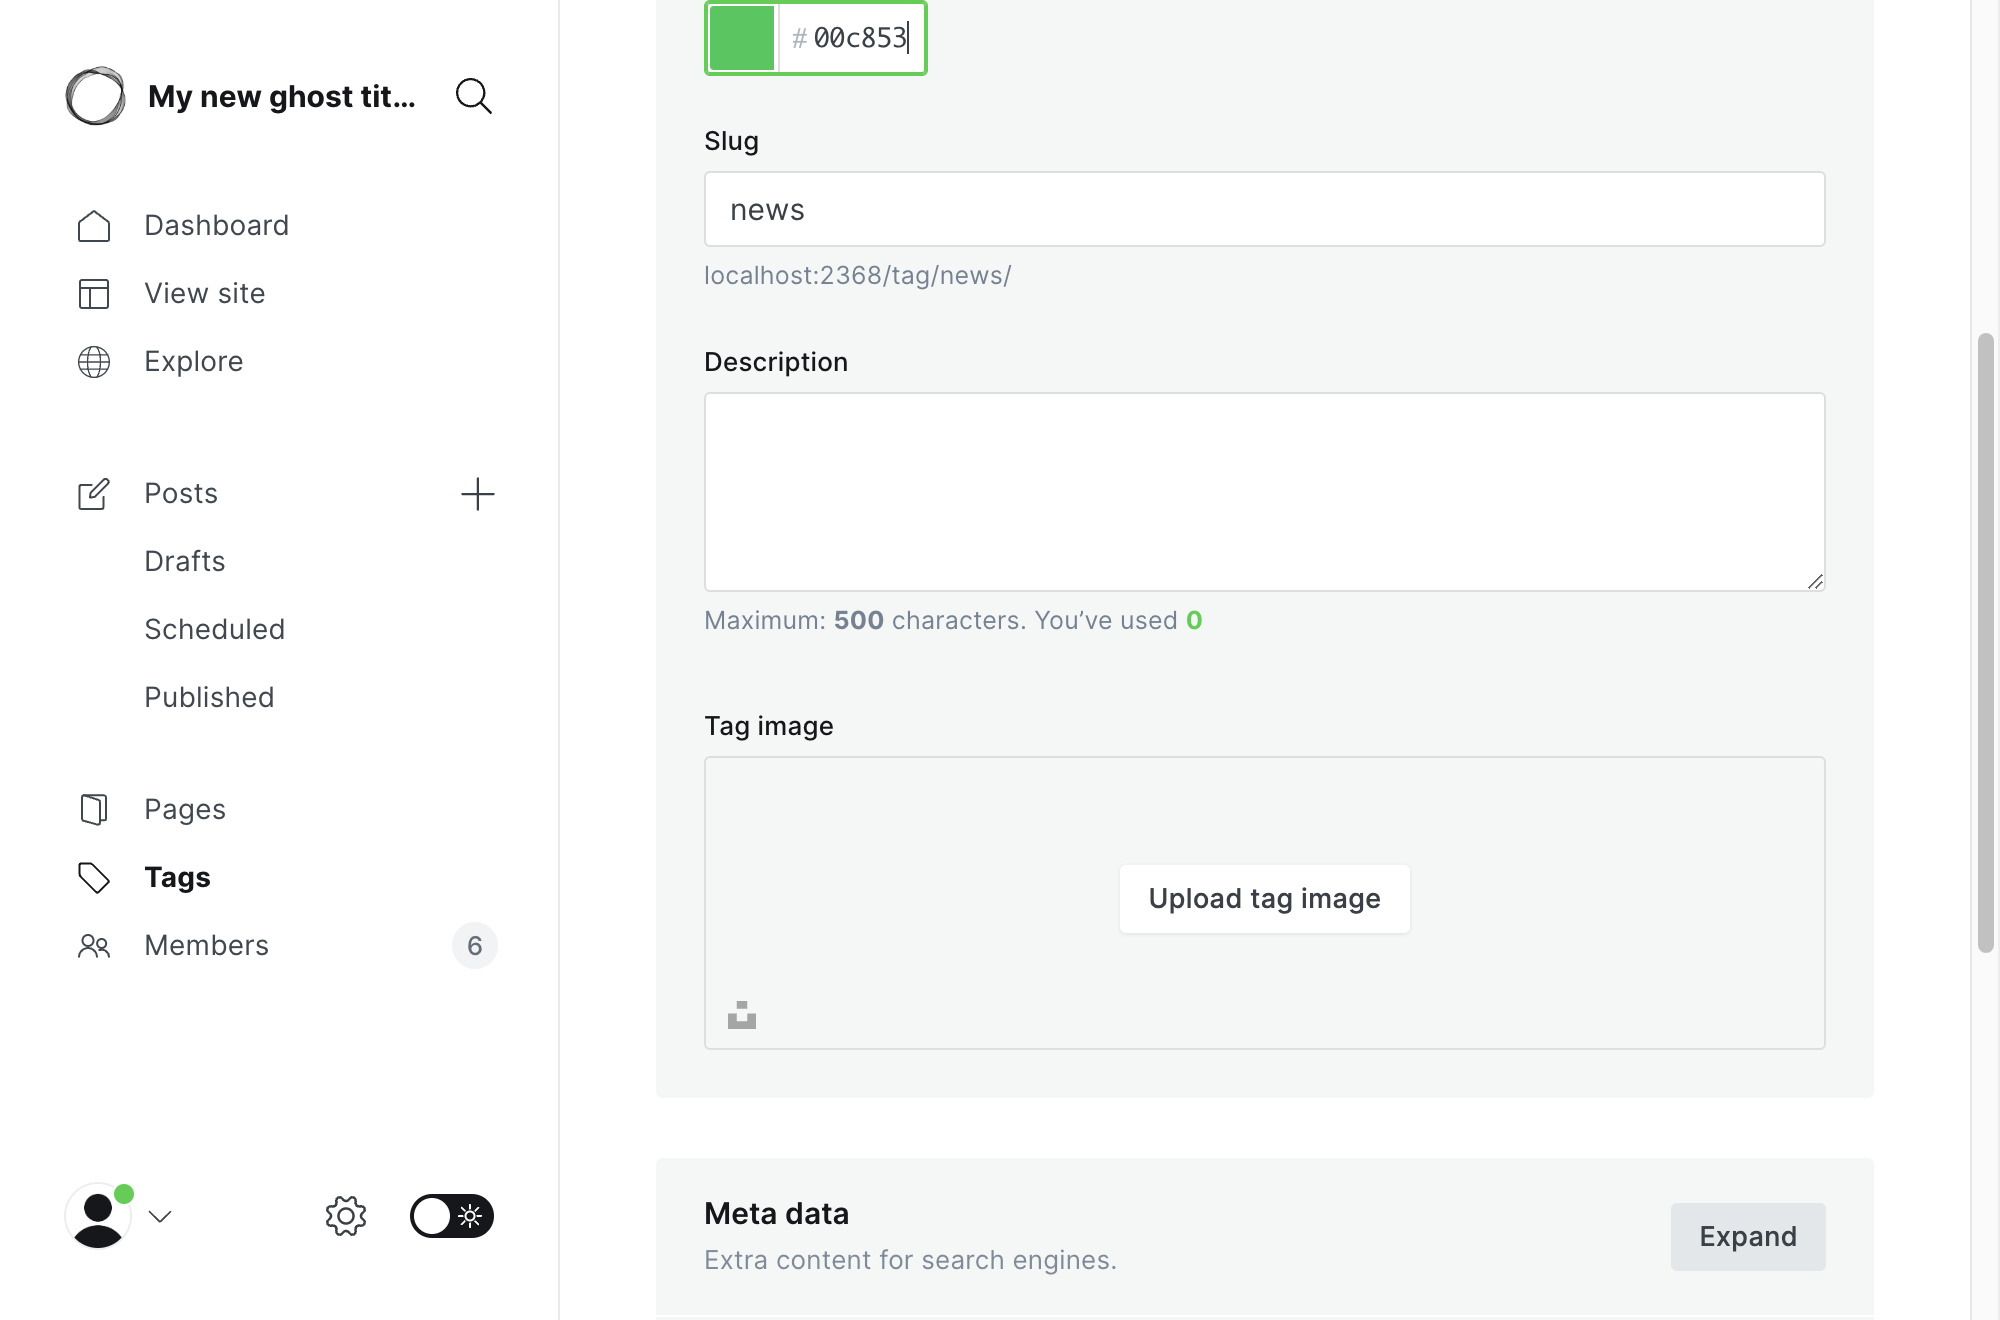 My new ghost tit...
Dashboard
View site
Explore
Posts
Drafts
Scheduled
Published
Pages
Tags
Members
6
#00c853
Slug
news
localhost:2368/tag/news/
Description
Maximum: 500 characters. You’ve used 0
Tag image
Upload tag image
Meta data
Extra content for search engines.
Expand